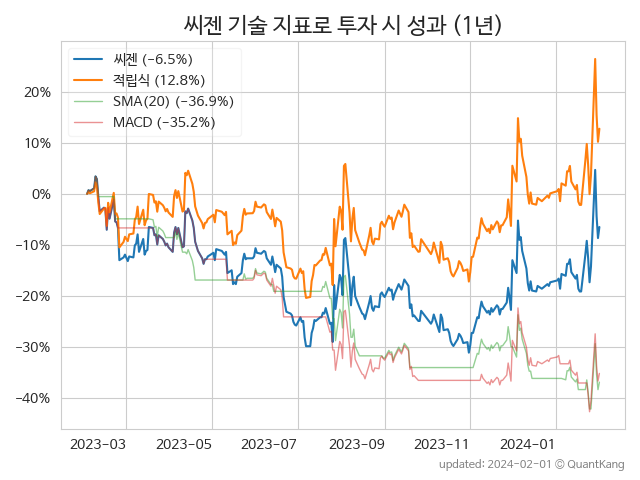 씨젠 기술 지표로 투자 시 성과 (1년)
씨젠 (−6.5%)
적립식 (12.8%)
SMA(20) (−36.9%)
MACD (−35.2%)
20%
10%
0%
−10%
−20%
−30%
−40%
2023-03 2023-05 2023-07 2023-09 2023-11 2024-01
updated: 2024-02-01 © QuantKang